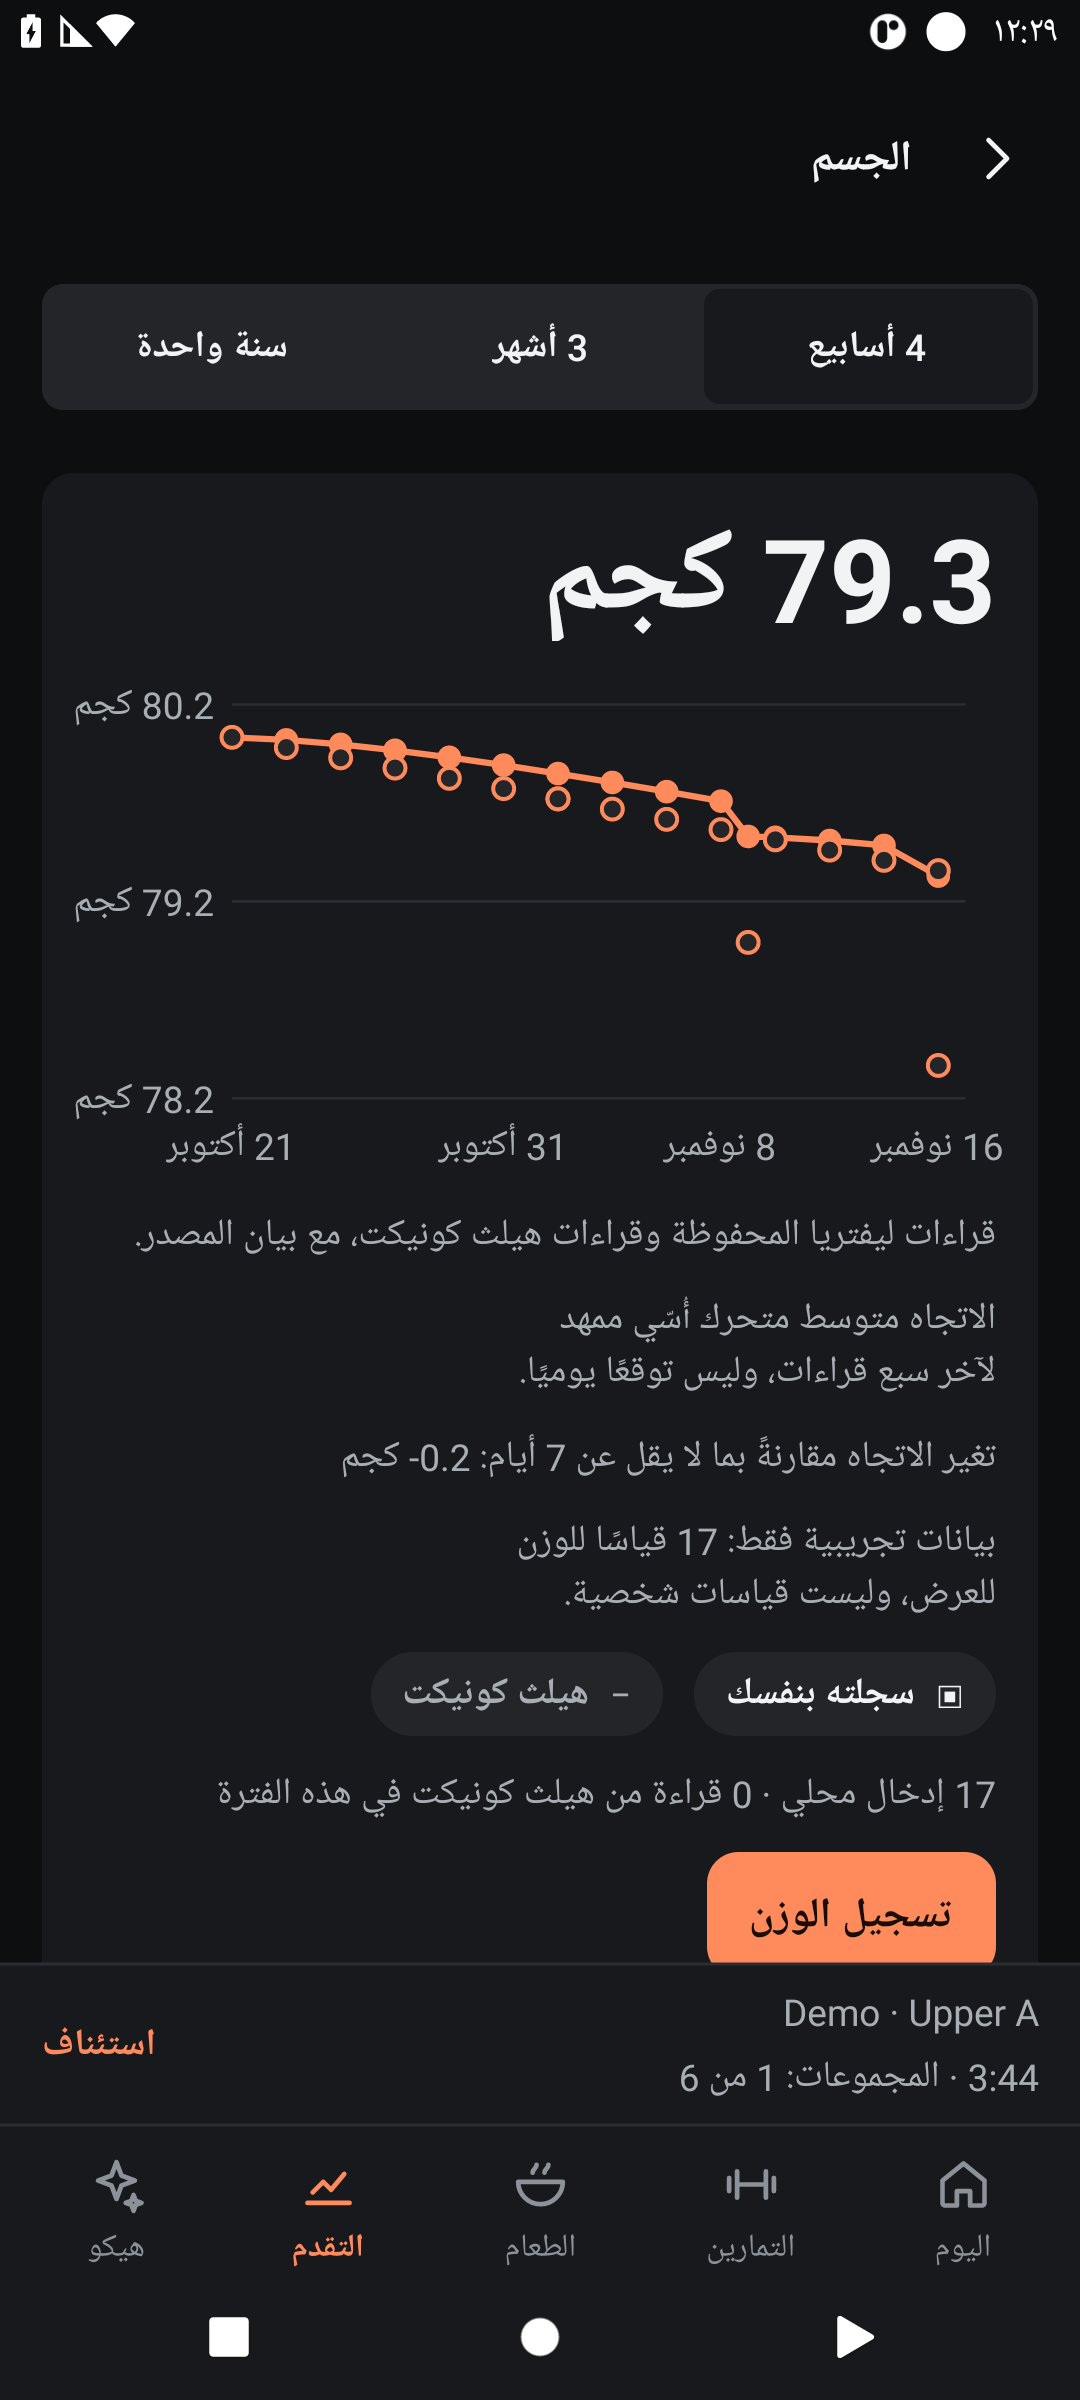 ١٢:٢٩
الجسم
4 أسابيع
3 أشهر
سنة واحدة
79.3 كجم
80.2 كجم
79.2 كجم
78.2 كجم
21 أكتوبر
31 أكتوبر
8 نوفمبر
16 نوفمبر
قراءات ليفتريا المحفوظة وقراءات هيلث كونيكت، مع بيان المصدر.
الاتجاه متوسط متحرك أُسّي ممهد
لآخر سبع قراءات، وليس توقعًا يوميًا.
تغير الاتجاه مقارنةً بما لا يقل عن 7 أيام: -0.2 كجم
بيانات تجريبية فقط: 17 قياسًا للوزن
للعرض، وليست قياسات شخصية.
▣ سجلته بنفسك
– هيلث كونيكت
17 إدخال محلي · 0 قراءة من هيلث كونيكت في هذه الفترة
تسجيل الوزن
Demo · Upper A
3:44 · المجموعات: 1 من 6
استئناف
اليوم
التمارين
الطعام
التقدم
هيكو